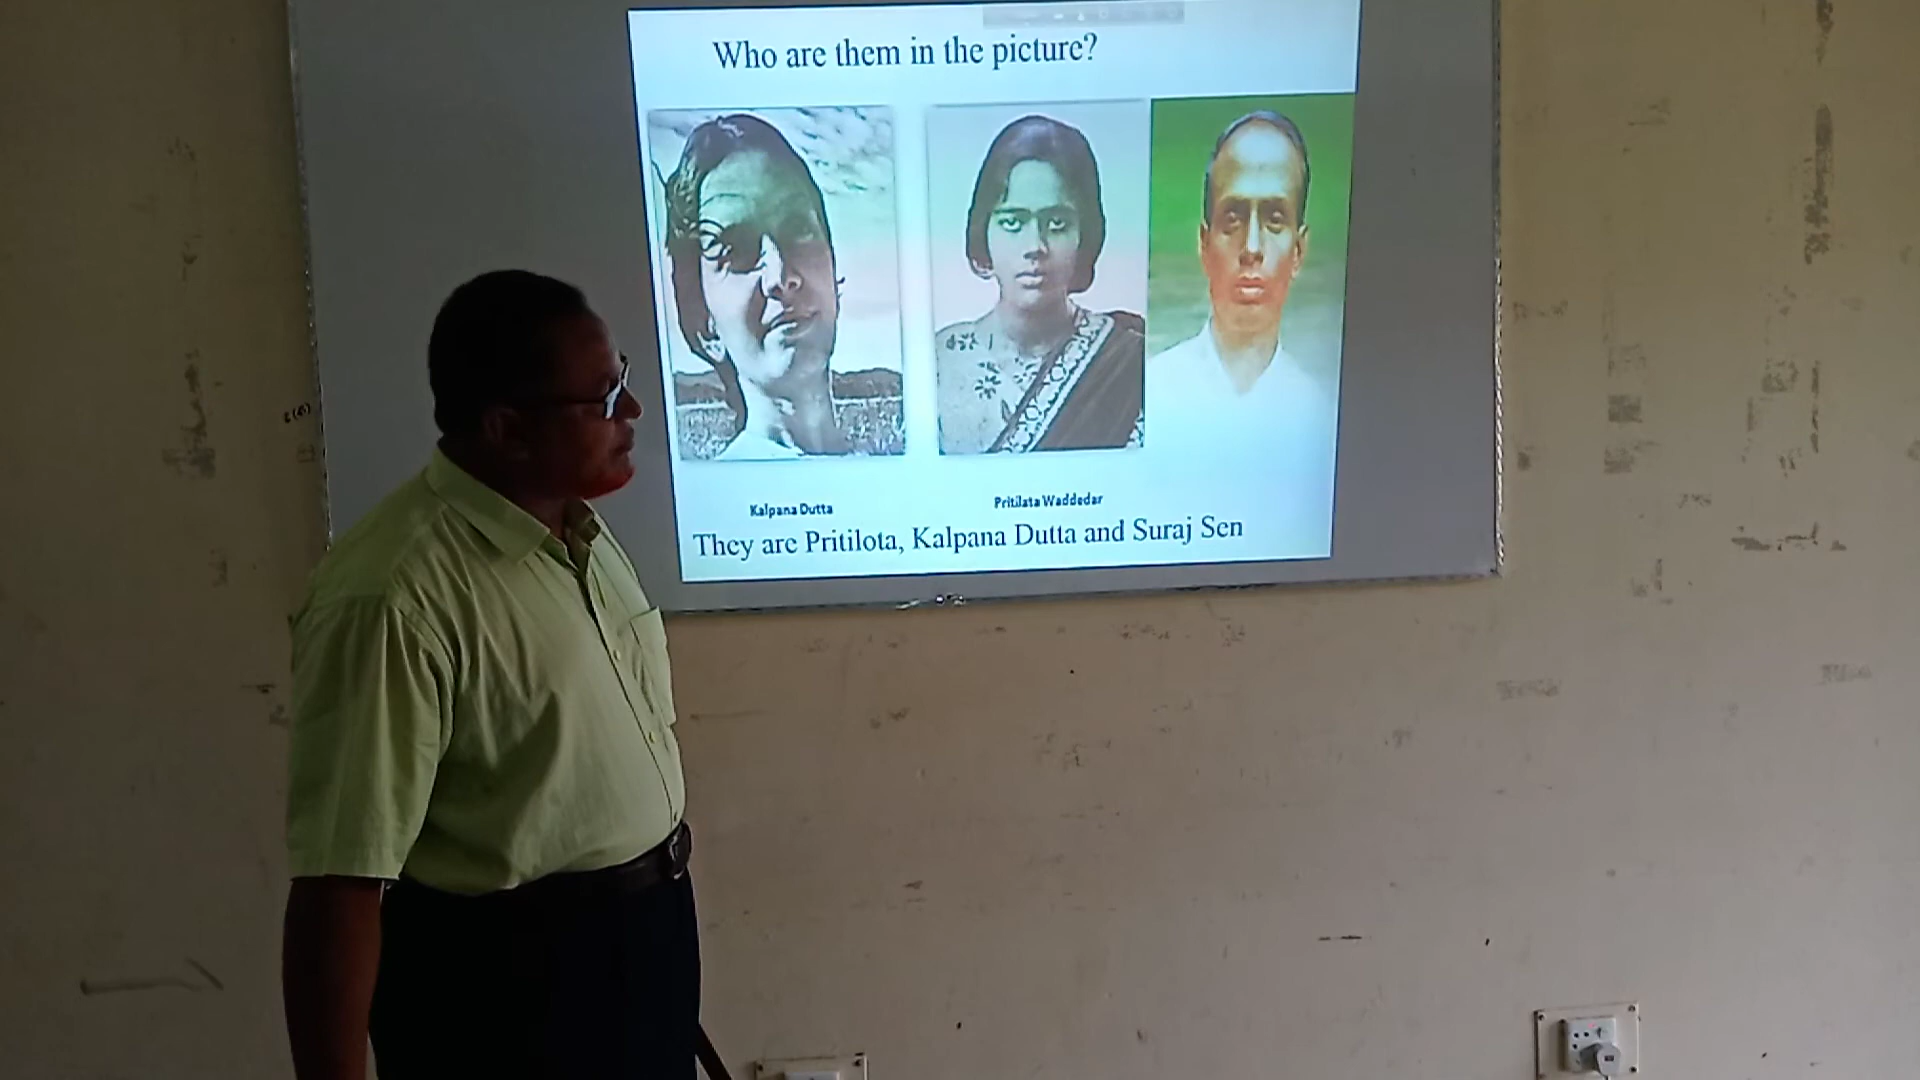 Who are them in the picture?
Kalpana Dutta
Pritilata Waddedar
They are Pritilota, Kalpana Dutta and Suraj Sen